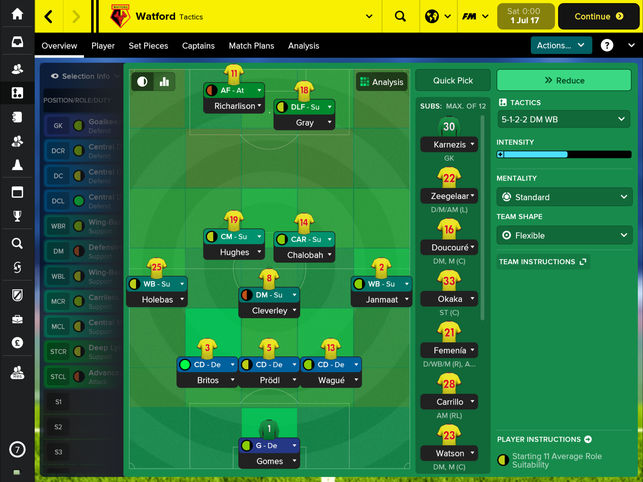 Watford Tactics
Sat 0:00
1 Jul 17
Continue
FM
Overview Player Set Pieces Captains Match Plans Analysis
Actions...
?
Selection Info
POSITION/ROLE/DUTY
GK
Defend
DCR Central D
Defend
DC Central D
Defend
DCL Central D
Defend
WBR Wing-Ba
Support
DM Defensiv
Support
WBL Wing-Ba
Support
MCR Carrilero
Support
MCL Central M
Support
STCR Deep Ly
Support
STCL Advance
Attack
S1
S2
S3
7
Analysis
11
AF - At
Richarlison
18
DLF - Su
Gray
19
CM - Su
Hughes
14
CAR - Su
Chalobah
25
WB - Su
Holebas
8
DM - Su
Cleverley
2
WB - Su
Janmaat
3
CD - De
Britos
5
CD - De
Prödl
13
CD - De
Wagué
1
G - De
Gomes
Quick Pick
SUBS: MAX. OF 12
30
Karnezis
GK
22
Zeegelaar
D/M/AM (L)
16
Doucouré
DM, M (C)
33
Okaka
ST (C)
21
Femenía
D/WB/M (R), A...
28
Carrillo
AM (RL)
23
Watson
DM, M (C)
Reduce
TACTICS
5-1-2-2 DM WB
INTENSITY
MENTALITY
Standard
TEAM SHAPE
Flexible
TEAM INSTRUCTIONS
PLAYER INSTRUCTIONS
Starting 11 Average Role
Suitability